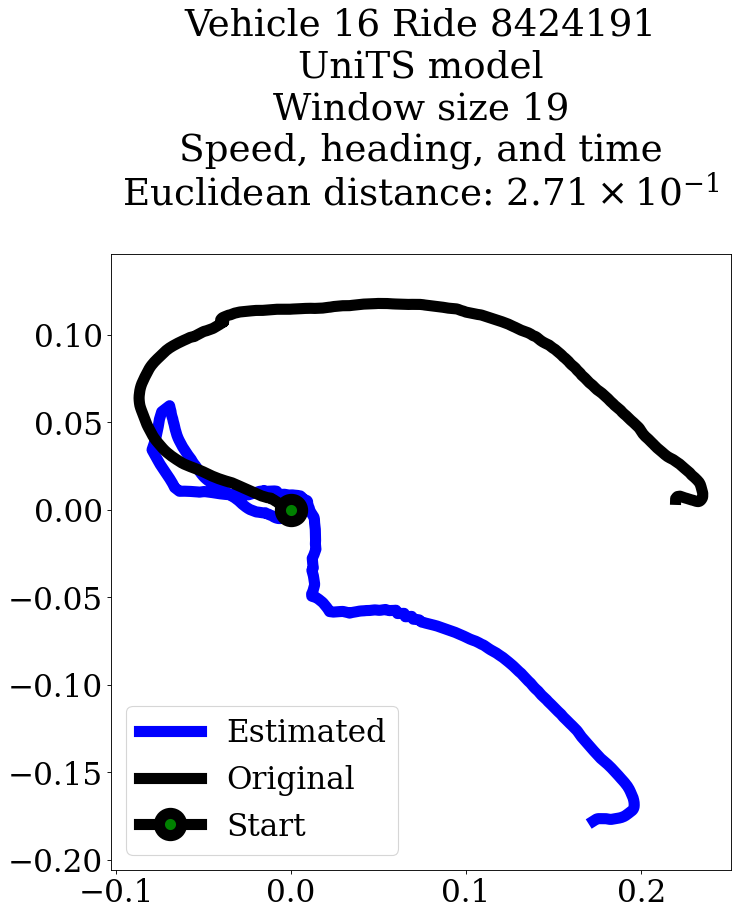 Vehicle 16 Ride 8424191
UniTS model
Window size 19
Speed, heading, and time
Euclidean distance: $2.71 \times 10^{-1}$
0.10
0.05
0.00
−0.05
−0.10
−0.15
−0.20
Estimated
Original
Start
−0.1 0.0 0.1 0.2